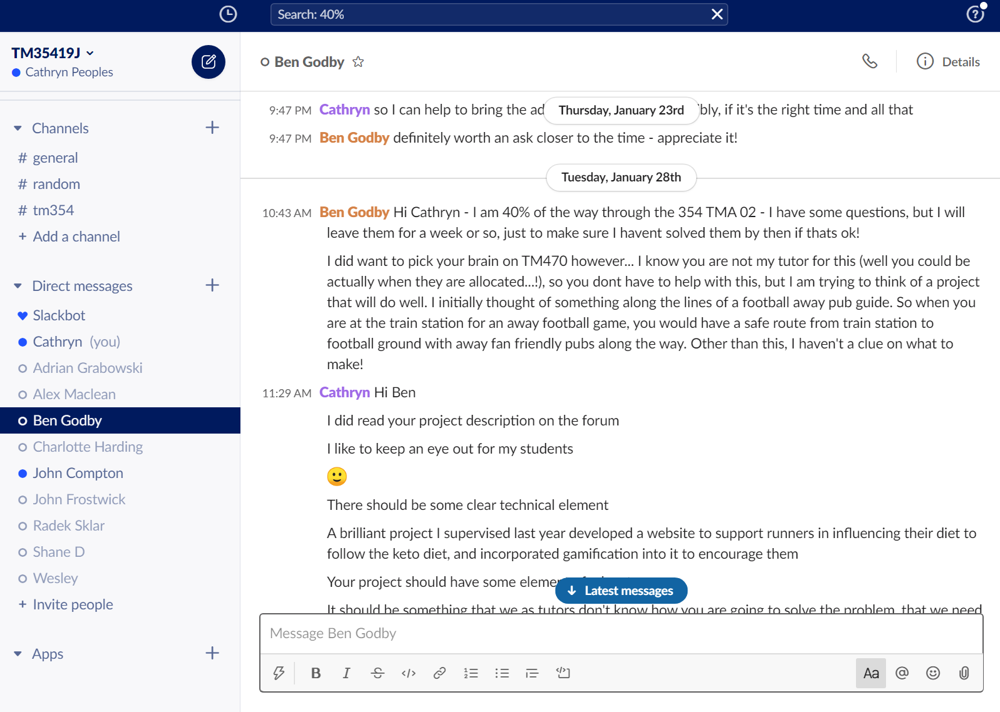 Search: 40%
TM35419J
Cathryn Peoples
Channels
# general
# random
# tm354
+ Add a channel
Direct messages
Slackbot
Cathryn (you)
Adrian Grabowski
Alex Maclean
Ben Godby
Charlotte Harding
John Compton
John Frostwick
Radek Sklar
Shane D
Wesley
+ Invite people
Apps
Ben Godby
Details
9:47 PM Cathryn so I can help to bring the ad
Thursday, January 23rd
bly, if it's the right time and all that
9:47 PM Ben Godby definitely worth an ask closer to the time - appreciate it!
Tuesday, January 28th
10:43 AM Ben Godby Hi Cathryn - I am 40% of the way through the 354 TMA 02 - I have some questions, but I will
leave them for a week or so, just to make sure I havent solved them by then if thats ok!
I did want to pick your brain on TM470 however... I know you are not my tutor for this (well you could be
actually when they are allocated...!), so you dont have to help with this, but I am trying to think of a project
that will do well. I initially thought of something along the lines of a football away pub guide. So when you
are at the train station for an away football game, you would have a safe route from train station to
football ground with away fan friendly pubs along the way. Other than this, I haven't a clue on what to
make!
11:29 AM Cathryn Hi Ben
I did read your project description on the forum
I like to keep an eye out for my students
There should be some clear technical element
A brilliant project I supervised last year developed a website to support runners in influencing their diet to
follow the keto diet, and incorporated gamification into it to encourage them
Your project should have some
Latest messages
It should be something that we as tutors don't know how you are going to solve the problem, that we need
Message Ben Godby
B I S </> Aa @